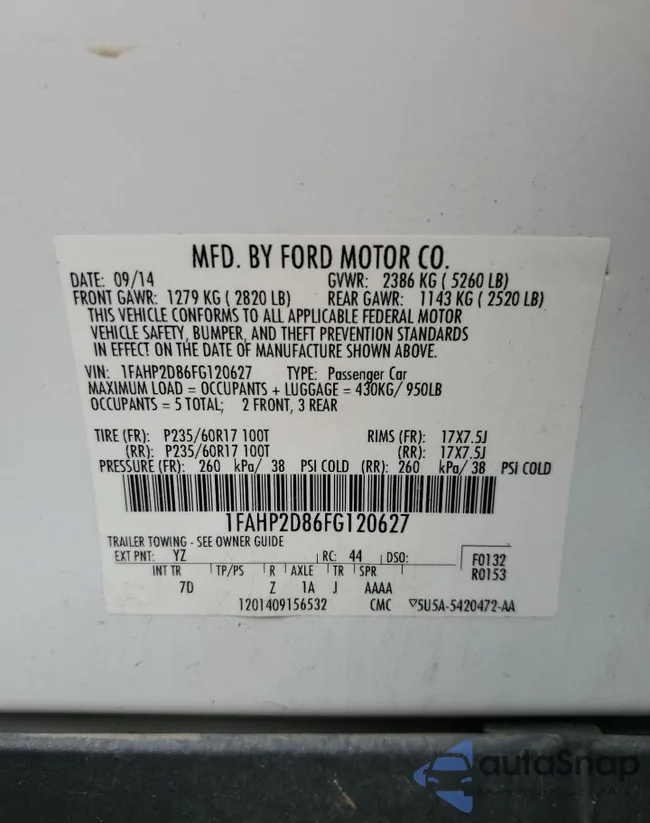 MFD. BY FORD MOTOR CO.
DATE: 09/14 GVWR: 2386 KG ( 5260 LB)
FRONT GAWR: 1279 KG ( 2820 LB) REAR GAWR: 1143 KG ( 2520 LB)
THIS VEHICLE CONFORMS TO ALL APPLICABLE FEDERAL MOTOR
VEHICLE SAFETY, BUMPER, AND THEFT PREVENTION STANDARDS
IN EFFECT ON THE DATE OF MANUFACTURE SHOWN ABOVE.
VIN: 1FAHP2D86FG120627 TYPE: Passenger Car
MAXIMUM LOAD = OCCUPANTS + LUGGAGE = 430KG/ 950LB
OCCUPANTS = 5 TOTAL; 2 FRONT, 3 REAR
TIRE (FR): P235/60R17 100T RIMS (FR): 17X7.5J
(RR): P235/60R17 100T (RR): 17X7.5J
PRESSURE (FR): 260 kPa/ 38 PSI COLD (RR): 260 kPa/ 38 PSI COLD
1FAHP2D86FG120627
TRAILER TOWING - SEE OWNER GUIDE
EXT PNT: YZ RC: 44 DSO: F0132
INT TR TP/PS R AXLE TR SPR R0153
7D Z 1A J AAAA
1201409156532 CMC ▽5U5A-5420472-AA
autoSnap